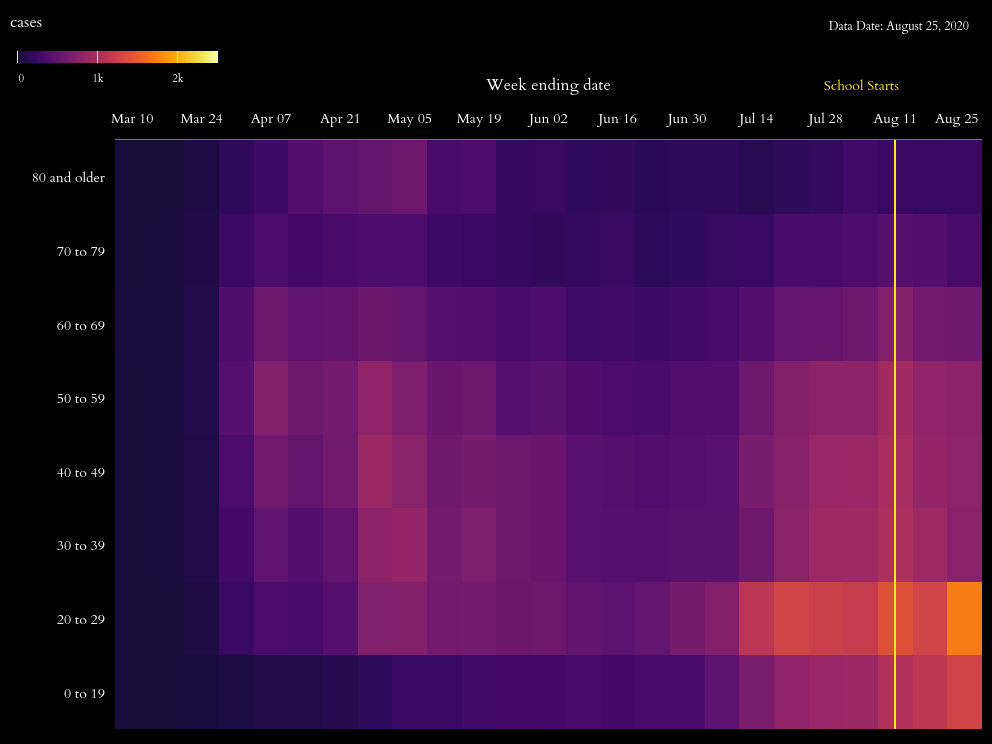 cases
Data Date: August 25, 2020
0 1k 2k
Week ending date
School Starts
Mar 10 Mar 24 Apr 07 Apr 21 May 05 May 19 Jun 02 Jun 16 Jun 30 Jul 14 Jul 28 Aug 11 Aug 25
80 and older
70 to 79
60 to 69
50 to 59
40 to 49
30 to 39
20 to 29
0 to 19